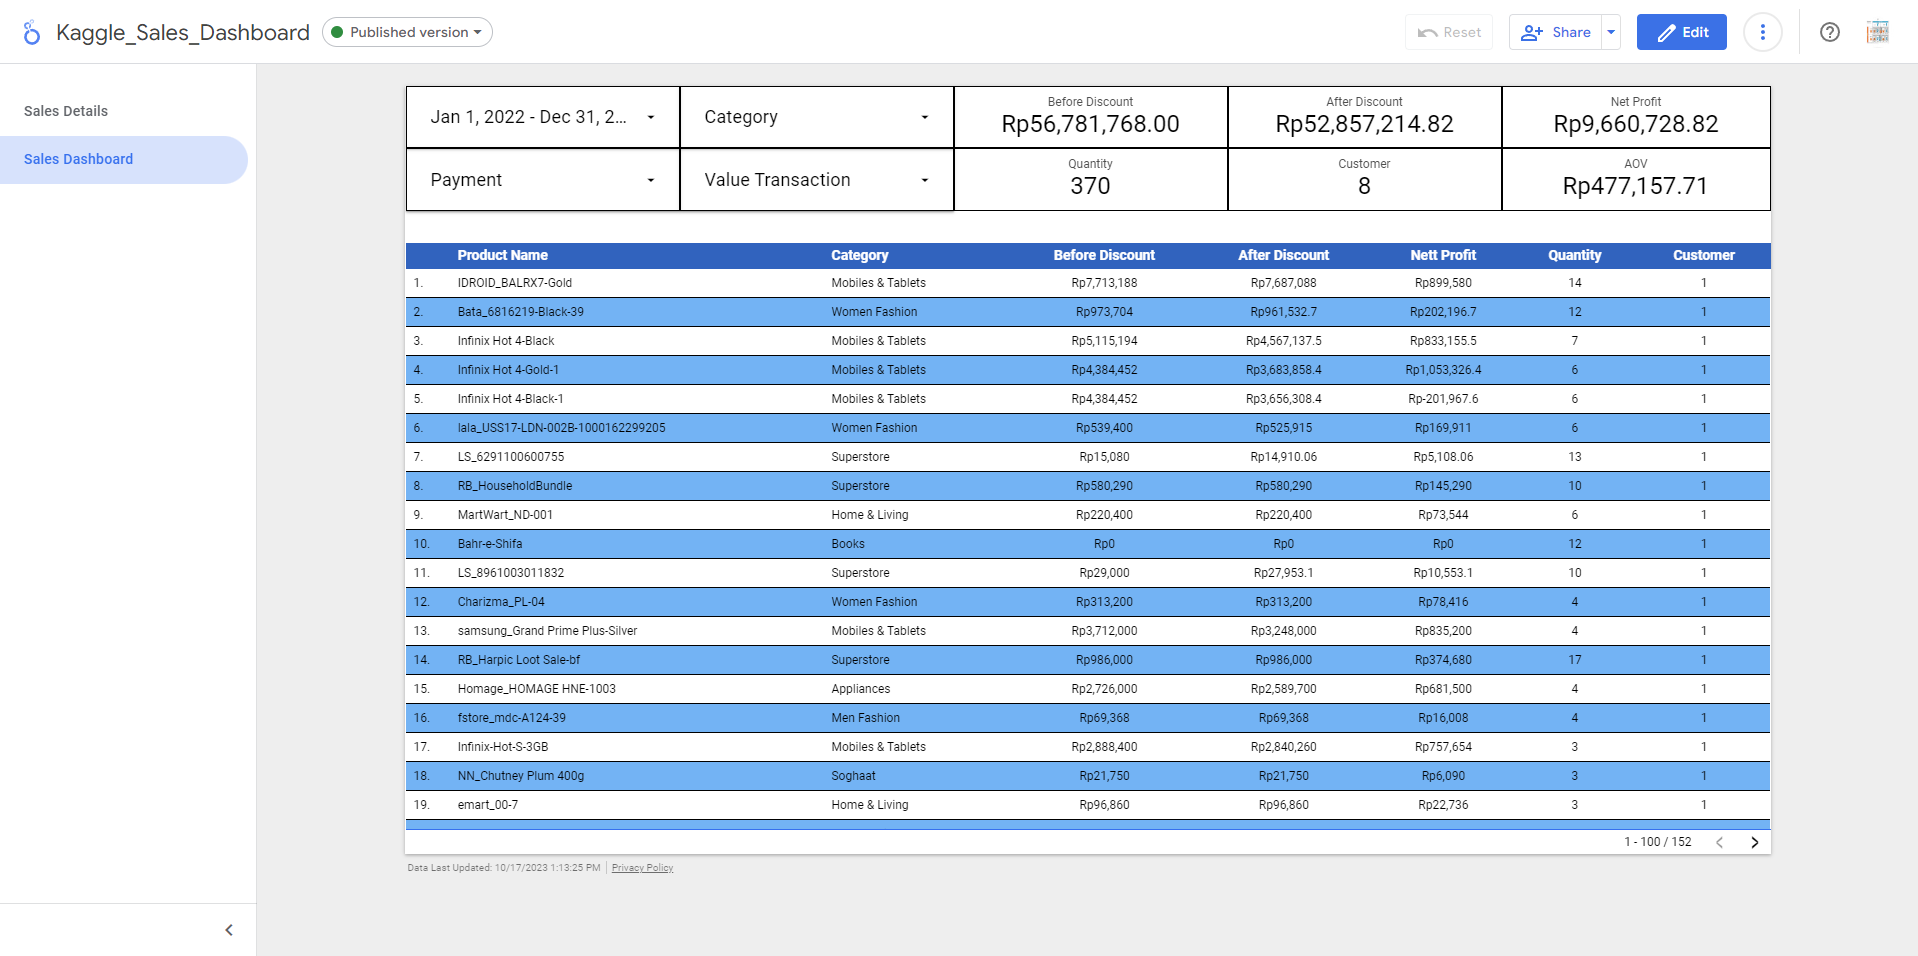 Kaggle_Sales_Dashboard
Published version
Reset
Share
Edit
Sales Details
Sales Dashboard
Jan 1, 2022 - Dec 31, 2...
Category
Before Discount
Rp56,781,768.00
After Discount
Rp52,857,214.82
Net Profit
Rp9,660,728.82
Payment
Value Transaction
Quantity
370
Customer
8
AOV
Rp477,157.71
Product Name Category Before Discount After Discount Nett Profit Quantity Customer
1. IDROID_BALRX7-Gold Mobiles & Tablets Rp7,713,188 Rp7,687,088 Rp899,580 14 1
2. Bata_6816219-Black-39 Women Fashion Rp973,704 Rp961,532.7 Rp202,196.7 12 1
3. Infinix Hot 4-Black Mobiles & Tablets Rp5,115,194 Rp4,567,137.5 Rp833,155.5 7 1
4. Infinix Hot 4-Gold-1 Mobiles & Tablets Rp4,384,452 Rp3,683,858.4 Rp1,053,326.4 6 1
5. Infinix Hot 4-Black-1 Mobiles & Tablets Rp4,384,452 Rp3,656,308.4 Rp-201,967.6 6 1
6. lala_USS17-LDN-002B-1000162299205 Women Fashion Rp539,400 Rp525,915 Rp169,911 6 1
7. LS_6291100600755 Superstore Rp15,080 Rp14,910.06 Rp5,108.06 13 1
8. RB_HouseholdBundle Superstore Rp580,290 Rp580,290 Rp145,290 10 1
9. MartWart_ND-001 Home & Living Rp220,400 Rp220,400 Rp73,544 6 1
10. Bahr-e-Shifa Books Rp0 Rp0 Rp0 12 1
11. LS_8961003011832 Superstore Rp29,000 Rp27,953.1 Rp10,553.1 10 1
12. Charizma_PL-04 Women Fashion Rp313,200 Rp313,200 Rp78,416 4 1
13. samsung_Grand Prime Plus-Silver Mobiles & Tablets Rp3,712,000 Rp3,248,000 Rp835,200 4 1
14. RB_Harpic Loot Sale-bf Superstore Rp986,000 Rp986,000 Rp374,680 17 1
15. Homage_HOMAGE HNE-1003 Appliances Rp2,726,000 Rp2,589,700 Rp681,500 4 1
16. fstore_mdc-A124-39 Men Fashion Rp69,368 Rp69,368 Rp16,008 4 1
17. Infinix-Hot-S-3GB Mobiles & Tablets Rp2,888,400 Rp2,840,260 Rp757,654 3 1
18. NN_Chutney Plum 400g Soghaat Rp21,750 Rp21,750 Rp6,090 3 1
19. emart_00-7 Home & Living Rp96,860 Rp96,860 Rp22,736 3 1
1 - 100 / 152
Data Last Updated: 10/17/2023 1:13:25 PM Privacy Policy